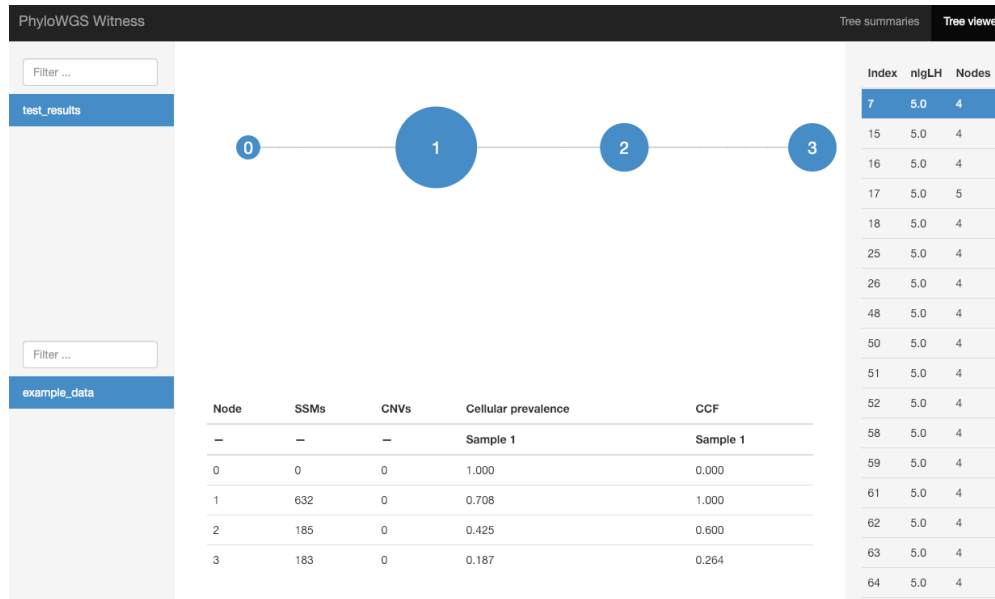 PhyloWGS Witness
Tree summaries
Tree viewe
Filter ...
test_results
Filter ...
example_data
0
1
2
3
Node SSMs CNVs Cellular prevalence CCF
— — — Sample 1 Sample 1
0 0 0 1.000 0.000
1 632 0 0.708 1.000
2 185 0 0.425 0.600
3 183 0 0.187 0.264
Index nlgLH Nodes
7 5.0 4
15 5.0 4
16 5.0 4
17 5.0 5
18 5.0 4
25 5.0 4
26 5.0 4
48 5.0 4
50 5.0 4
51 5.0 4
52 5.0 4
58 5.0 4
59 5.0 4
61 5.0 4
62 5.0 4
63 5.0 4
64 5.0 4